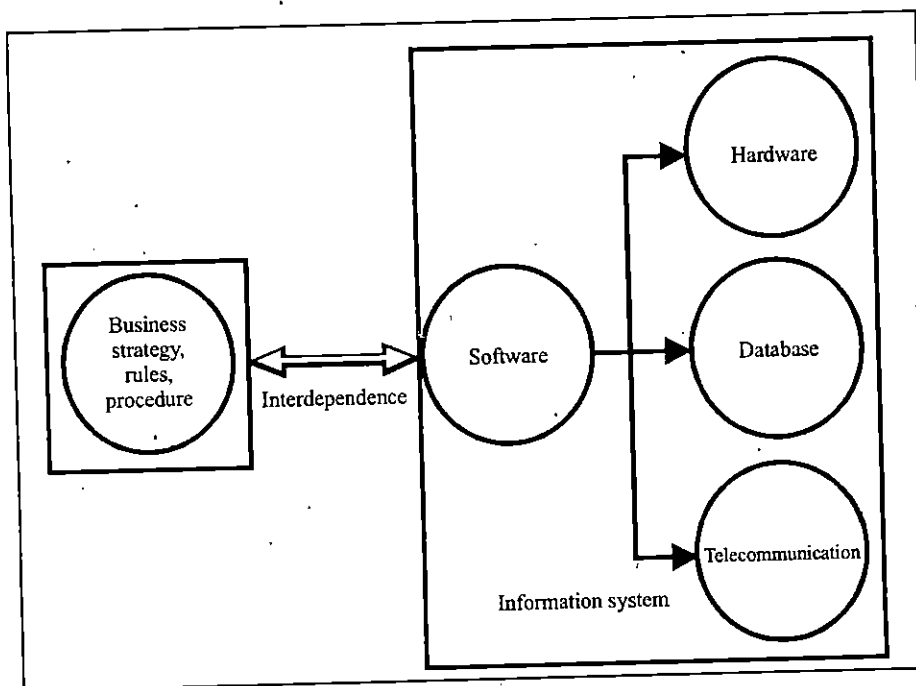 Business
strategy,
rules,
procedure
Interdependence
Software
Hardware
Database
Telecommunication
Information system